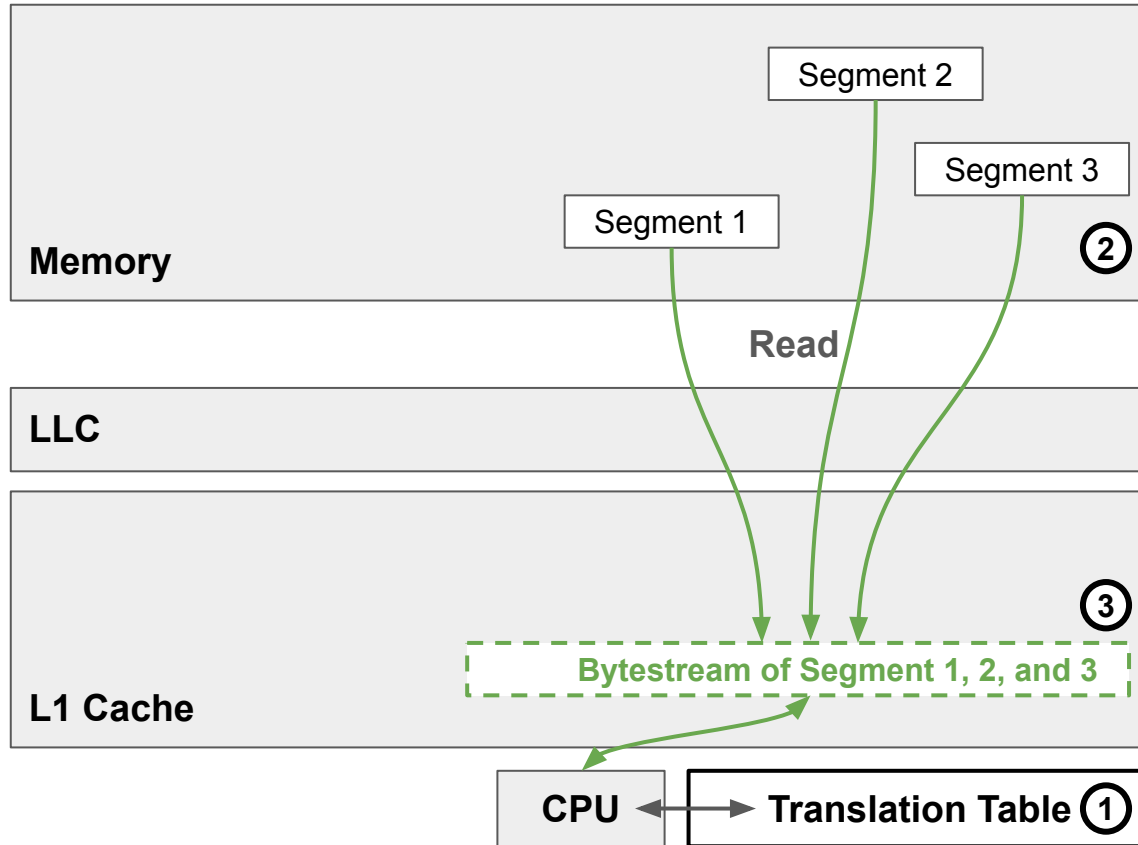 Segment 2
Segment 3
Segment 1
2
Memory
Read
LLC
3
Bytestream of Segment 1, 2, and 3
L1 Cache
CPU
Translation Table
1